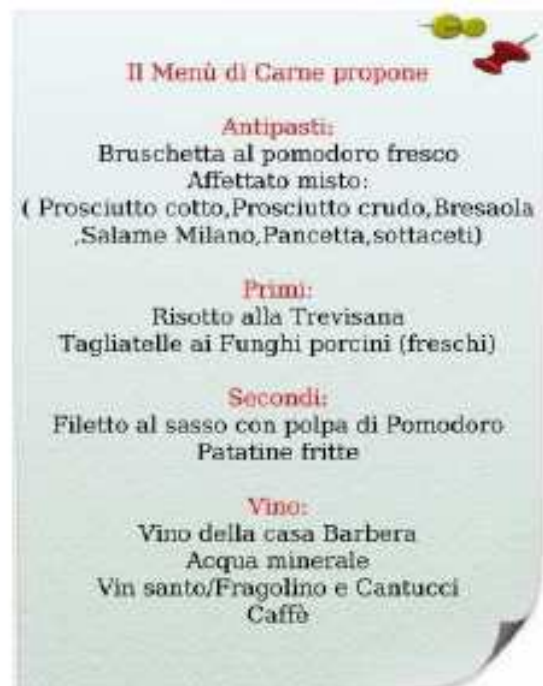 Il Menù di Carne propone
Antipasti:
Bruschetta al pomodoro fresco
Affettato misto:
( Prosciutto cotto,Prosciutto crudo,Bresaola
,Salame Milano,Pancetta,sottaceti)
Primi:
Risotto alla Trevisana
Tagliatelle ai Funghi porcini (freschi)
Secondi:
Filetto al sasso con polpa di Pomodoro
Patatine fritte
Vino:
Vino della casa Barbera
Acqua minerale
Vin santo/Fragolino e Cantucci
Caffè